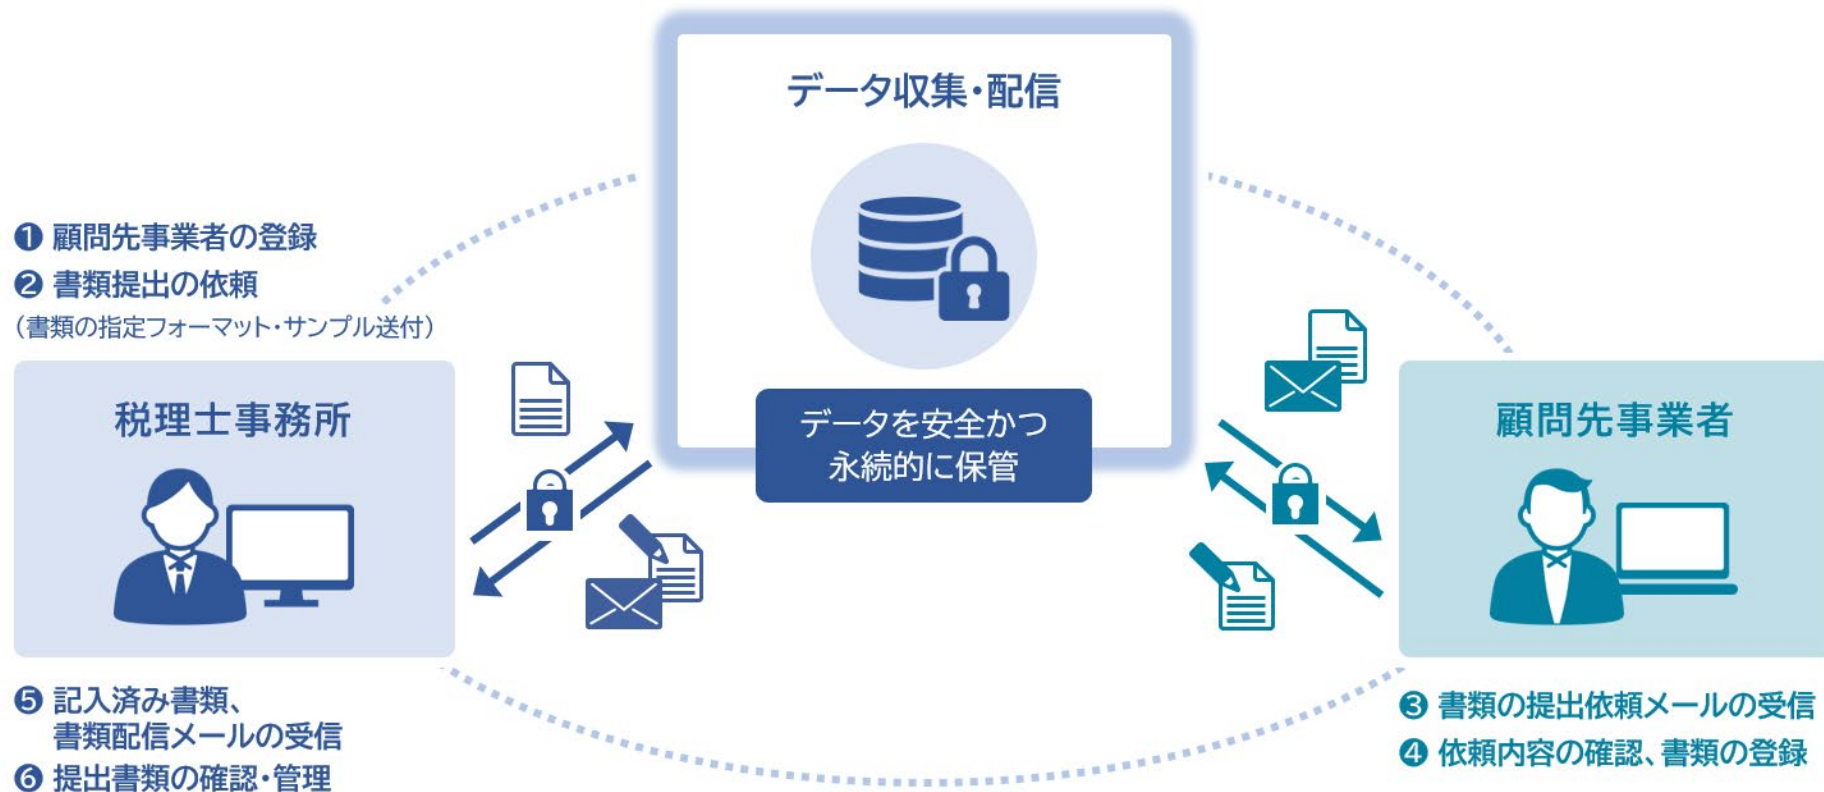 データ収集・配信
データを安全かつ
永続的に保管
❶ 顧問先事業者の登録
❷ 書類提出の依頼
（書類の指定フォーマット・サンプル送付）
税理士事務所
顧問先事業者
❸ 書類の提出依頼メールの受信
❹ 依頼内容の確認、書類の登録
❺ 記入済み書類、
書類配信メールの受信
❻ 提出書類の確認・管理